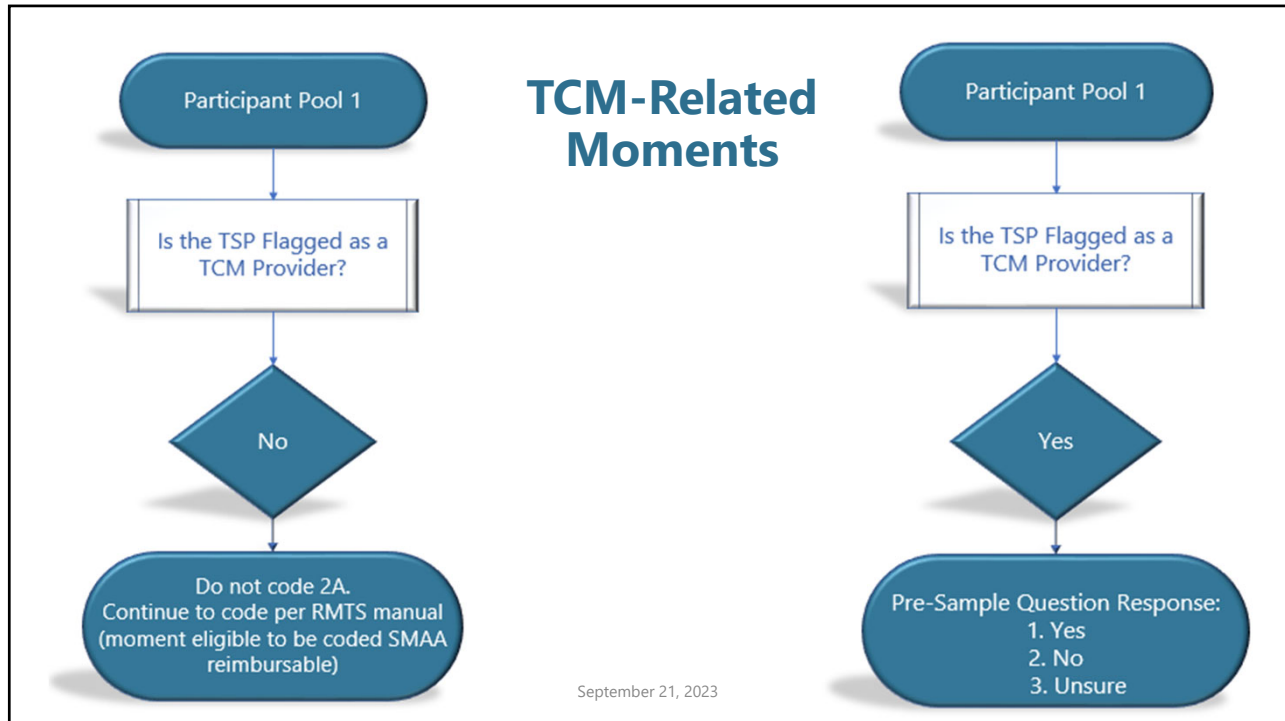 TCM-Related
Moments
Participant Pool 1
Is the TSP Flagged as a
TCM Provider?
No
Do not code 2A.
Continue to code per RMTS manual
(moment eligible to be coded SMAA
reimbursable)
Participant Pool 1
Is the TSP Flagged as a
TCM Provider?
Yes
Pre-Sample Question Response:
1. Yes
2. No
3. Unsure
September 21, 2023